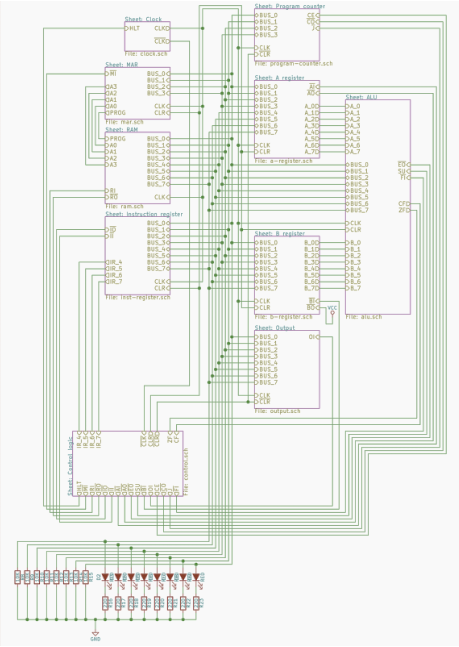 Sheet: Program counter
BUS_0
BUS_1
BUS_2
BUS_3
CLK
CLR
CE
CO
J
File: program-counter.sch
Sheet: Clock
HLT
CLK
CLK
File: clock.sch
Sheet: MAR
MI
A3
A2
A1
A0
PROG
BUS_0
BUS_1
BUS_2
BUS_3
CLK
CLR
File: mar.sch
Sheet: A register
BUS_0
BUS_1
BUS_2
BUS_3
BUS_4
BUS_5
BUS_6
BUS_7
CLK
CLR
AI
AO
A_0
A_1
A_2
A_3
A_4
A_5
A_6
A_7
File: a-register.sch
Sheet: ALU
A_0
A_1
A_2
A_3
A_4
A_5
A_6
A_7
BUS_0
BUS_1
BUS_2
BUS_3
BUS_4
BUS_5
BUS_6
BUS_7
CLK
CLR
B_0
B_1
B_2
B_3
B_4
B_5
B_6
B_7
EO
SU
FI
CF
ZF
File: alu.sch
Sheet: RAM
PROG
A0
A1
A2
A3
RI
RO
BUS_0
BUS_1
BUS_2
BUS_3
BUS_4
BUS_5
BUS_6
BUS_7
CLK
File: ram.sch
Sheet: instruction register
IO
II
IR_4
IR_5
IR_6
IR_7
BUS_0
BUS_1
BUS_2
BUS_3
BUS_4
BUS_5
BUS_6
BUS_7
CLK
CLR
File: inst-register.sch
Sheet: B register
BUS_0
BUS_1
BUS_2
BUS_3
BUS_4
BUS_5
BUS_6
BUS_7
CLK
CLR
B_0
B_1
B_2
B_3
B_4
B_5
B_6
B_7
BI
BO
VCC
File: b-register.sch
Sheet: Output
BUS_0
BUS_1
BUS_2
BUS_3
BUS_4
BUS_5
BUS_6
BUS_7
CLK
CLR
OI
File: output.sch
Sheet: Control logic
IR_4
IR_5
IR_6
IR_7
CLK
CLR
CLR
ZF
CF
HLT
File: control.sch
GND